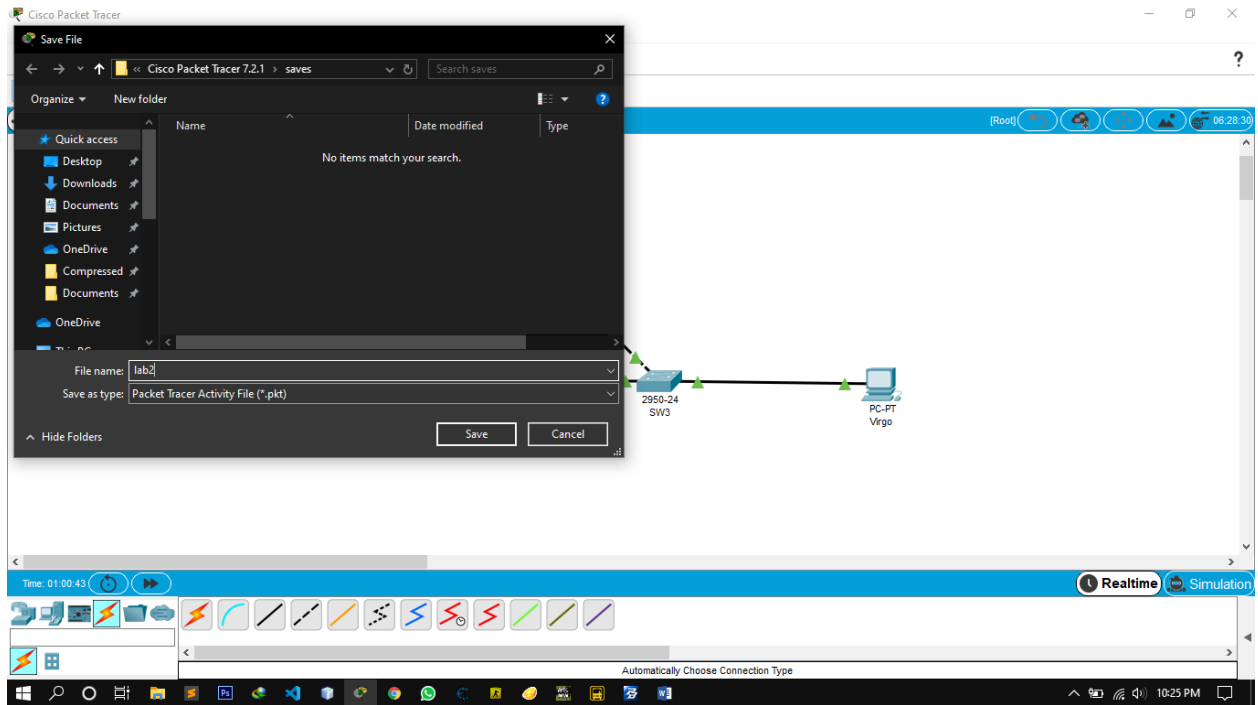 Cisco Packet Tracer
Save File
« Cisco Packet Tracer 7.2.1 › saves
Search saves
?
Organize
New folder
?
Name
Date modified
Type
[Root]
06:28:30
Quick access
No items match your search.
Desktop
Downloads
Documents
Pictures
OneDrive
Compressed
Documents
OneDrive
This PC
File name: lab2
Save as type: Packet Tracer Activity File (*.pkt)
Hide Folders
Save
Cancel
2950-24
SW3
PC-PT
Virgo
Time: 01:00:43
Realtime
Simulation
Automatically Choose Connection Type
Ps
10:25 PM